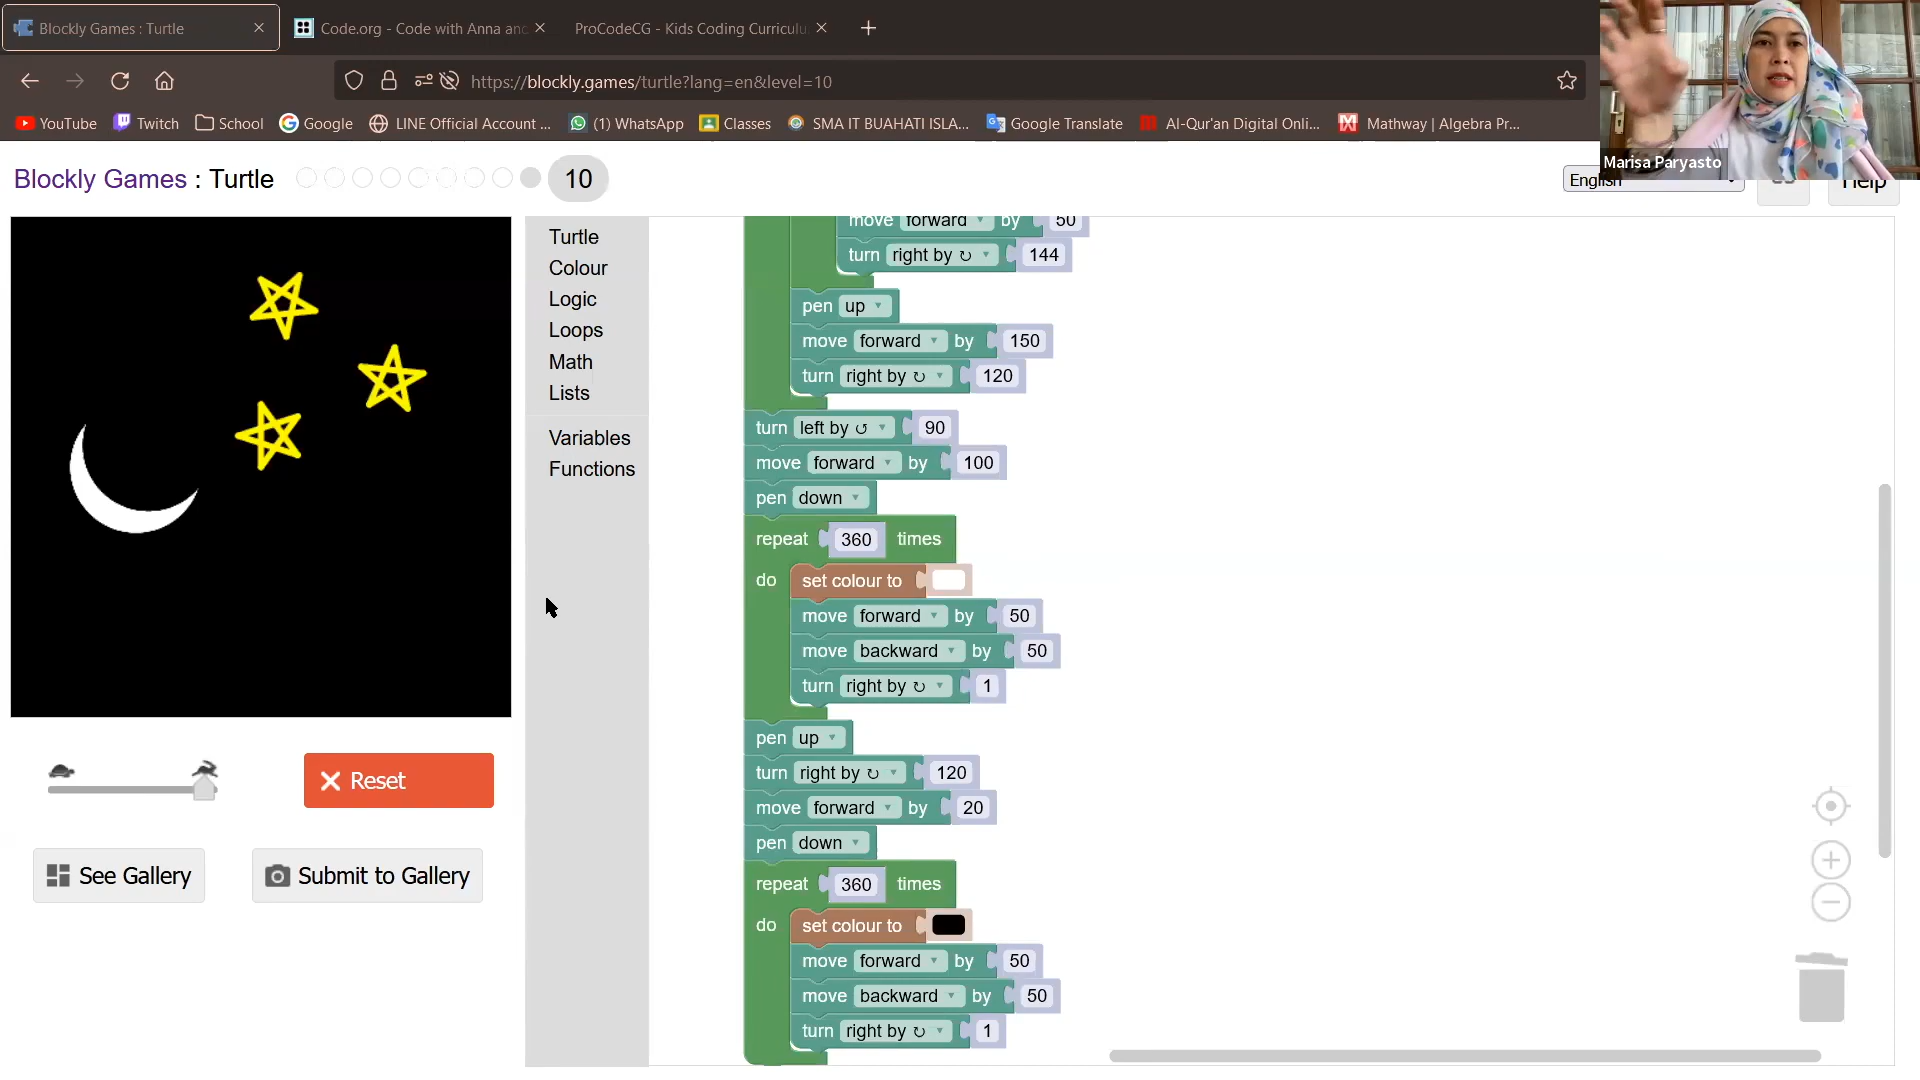 Blockly Games : Turtle
Code.org - Code with Anna and
ProCodeCG - Kids Coding Curriculu
https://blockly.games/turtle?lang=en&level=10
YouTube
Twitch
School
Google
LINE Official Account ...
(1) WhatsApp
Classes
SMA IT BUAHATI ISLA...
Google Translate
Al-Qur'an Digital Onli...
Mathway | Algebra Pr...
Marisa Paryasto
Blockly Games : Turtle
10
English
Help
Turtle
Colour
Logic
Loops
Math
Lists
Variables
Functions
move forward by 50
turn right by ↻ 144
pen up
move forward by 150
turn right by ↻ 120
turn left by ↺ 90
move forward by 100
pen down
repeat 360 times
do set colour to
move forward by 50
move backward by 50
turn right by ↻ 1
pen up
turn right by ↻ 120
move forward by 20
pen down
repeat 360 times
do set colour to
move forward by 50
move backward by 50
turn right by ↻ 1
Reset
See Gallery
Submit to Gallery